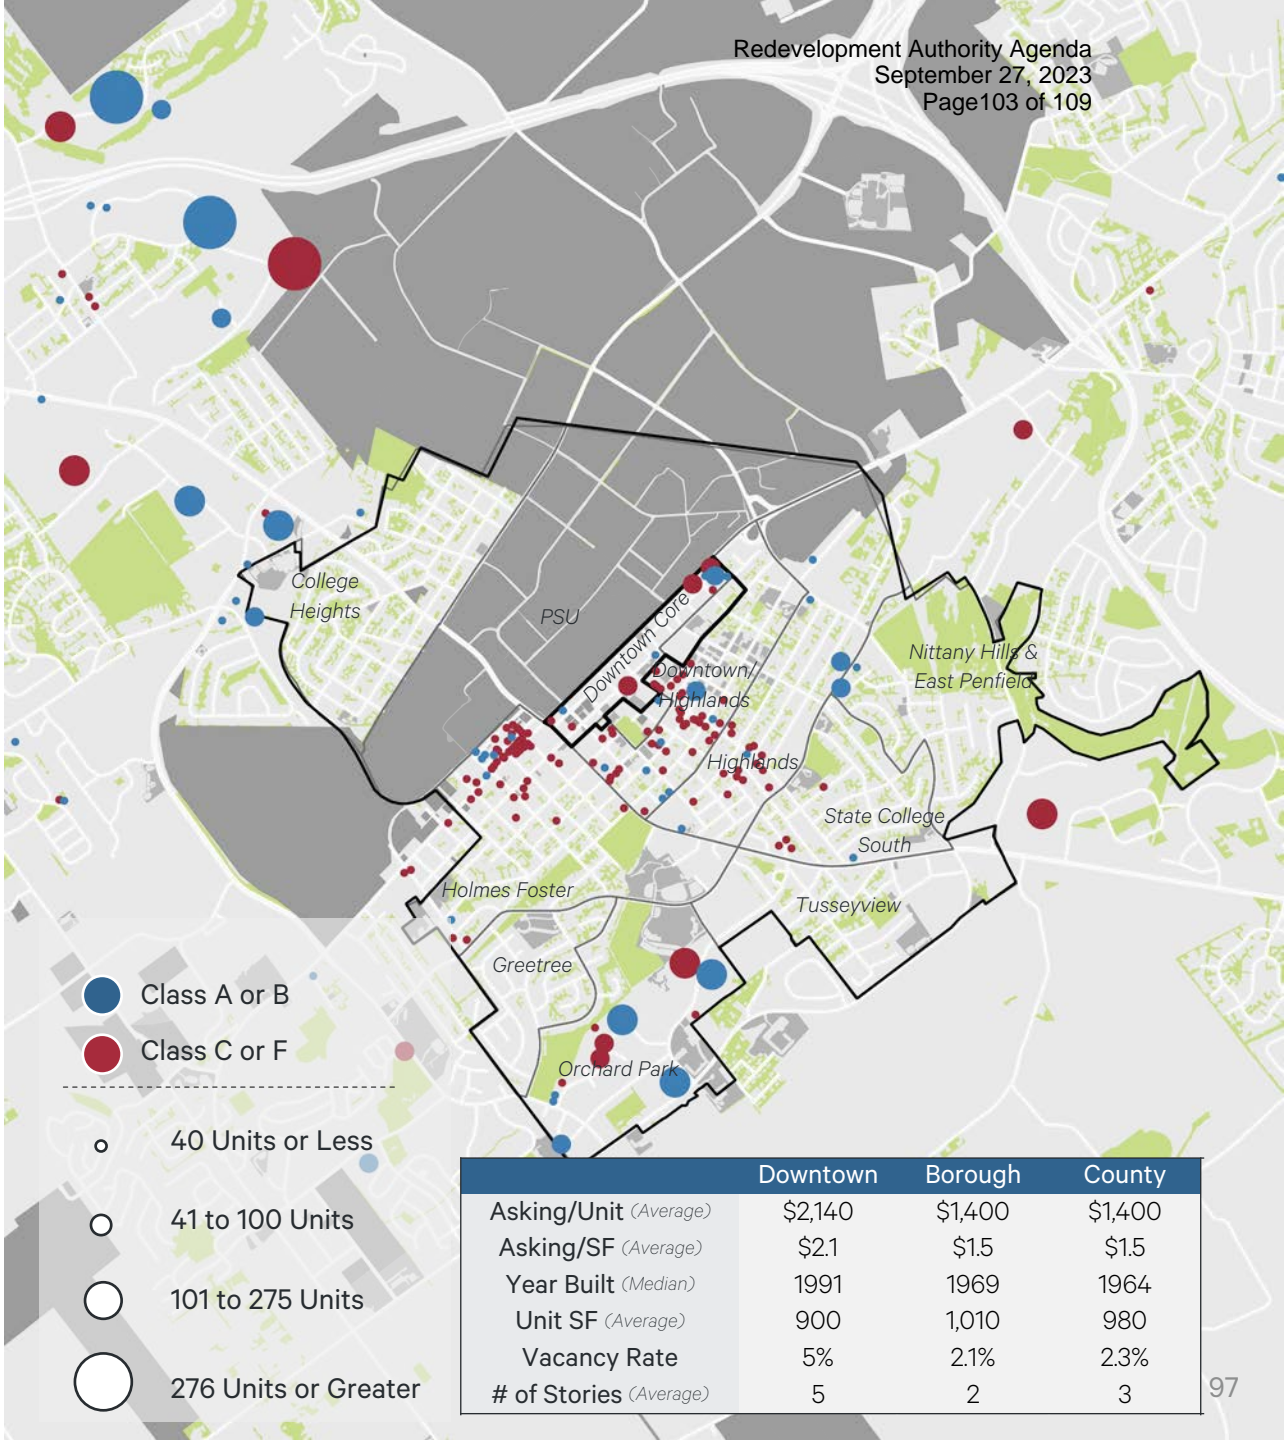 Redevelopment Authority Agenda
September 27, 2023
Page103 of 109
College
Heights
PSU
Downtown Core
Downtown/
Highlands
Nittany Hills &
East Penfield
Highlands
State College
South
Holmes Foster
Tusseyview
Greetree
Orchard Park
Class A or B
Class C or F
40 Units or Less
41 to 100 Units
101 to 275 Units
276 Units or Greater
Downtown Borough County
Asking/Unit (Average) $2,140 $1,400 $1,400
Asking/SF (Average) $2.1 $1.5 $1.5
Year Built (Median) 1991 1969 1964
Unit SF (Average) 900 1,010 980
Vacancy Rate 5% 2.1% 2.3%
# of Stories (Average) 5 2 3
97